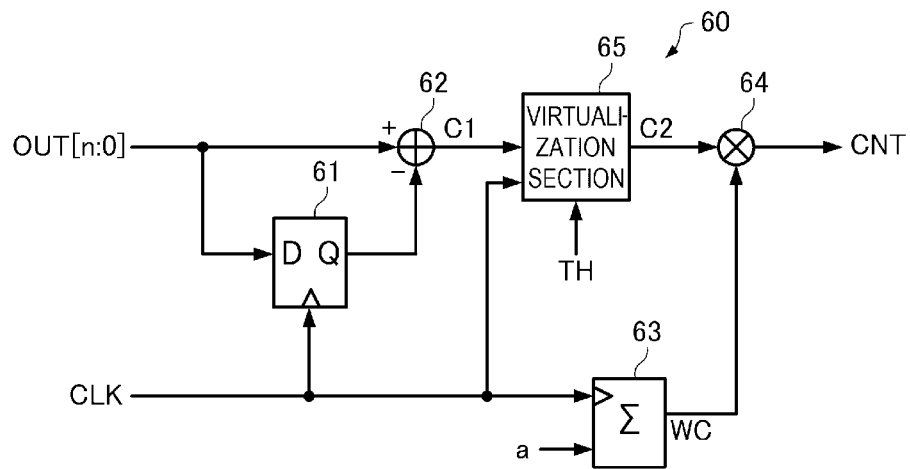 60
65
62
64
VIRTUALI-
ZATION
SECTION
OUT[n:0]
+
−
C1
C2
CNT
61
D Q
TH
63
CLK
Σ
WC
a